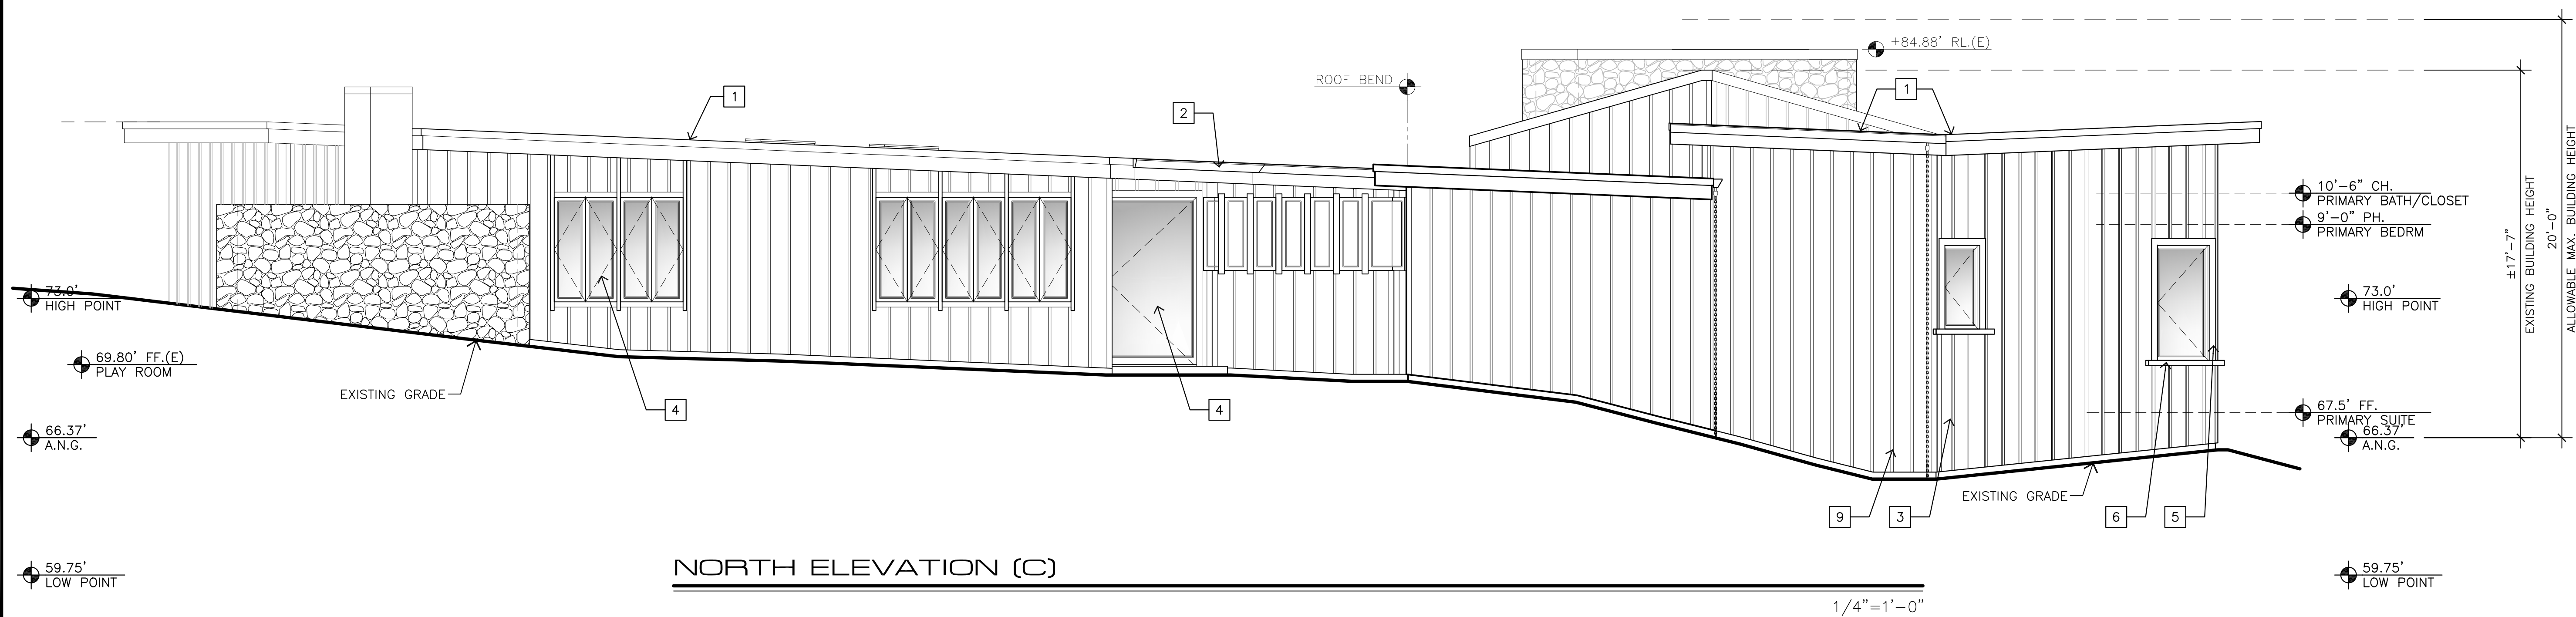 ±84.88' RL.(E)
ROOF BEND
1
2
1
10'-6" CH.
PRIMARY BATH/CLOSET
9'-0" PH.
PRIMARY BEDRM
±17'-7"
EXISTING BUILDING HEIGHT
20'-0"
ALLOWABLE MAX. BUILDING HEIGHT
73.0'
HIGH POINT
73.0'
HIGH POINT
69.80' FF.(E)
PLAY ROOM
EXISTING GRADE
4
4
67.5' FF.
PRIMARY SUITE
66.37'
A.N.G.
66.37'
A.N.G.
EXISTING GRADE
9
3
6
5
59.75'
LOW POINT
59.75'
LOW POINT
NORTH ELEVATION (C)
1/4"=1'-0"